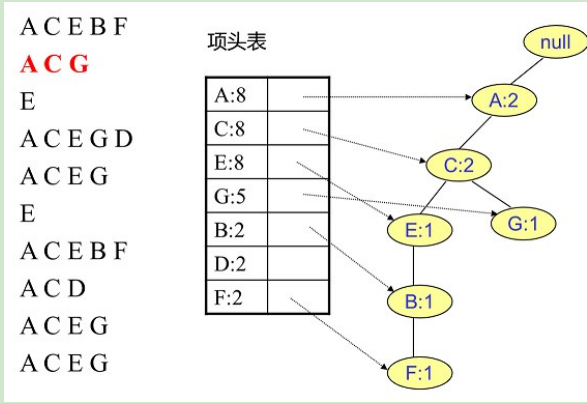 A C E B F
A C G
E
A C E G D
A C E G
E
A C E B F
A C D
A C E G
A C E G
项头表
A:8
C:8
E:8
G:5
B:2
D:2
F:2
null
A:2
C:2
E:1
G:1
B:1
F:1